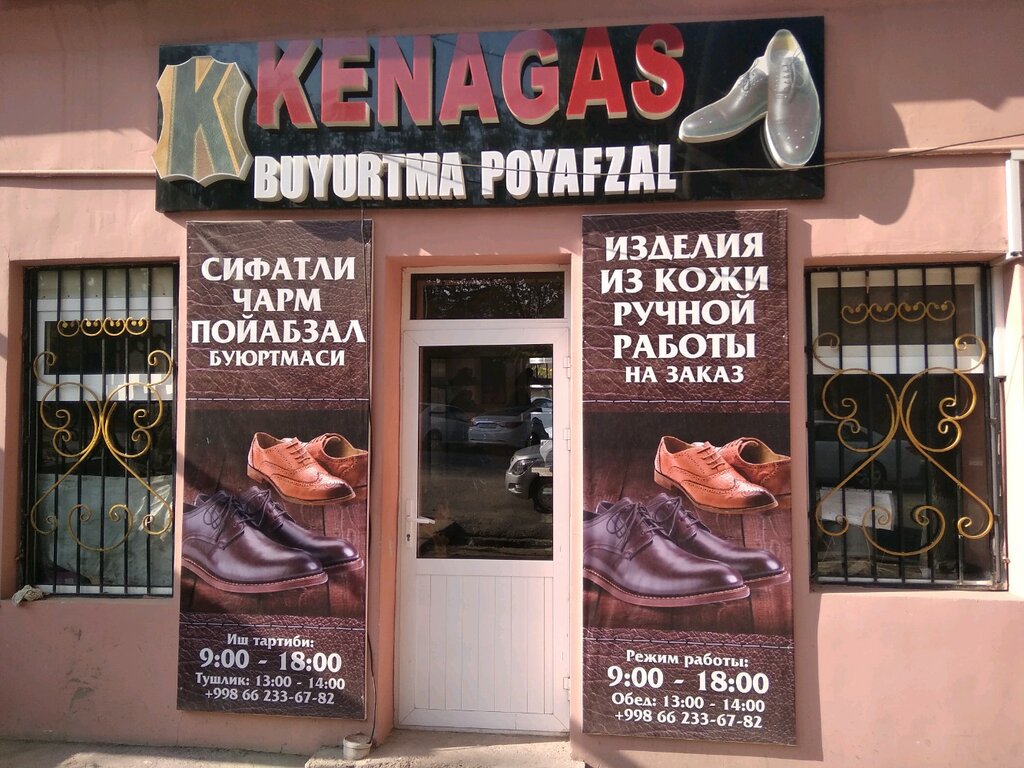 K
KENAGAS
BUYURTMA POYAFZAL
СИФАТЛИ
ЧАРМ
ПОЙАБЗАЛ
БУЮРТМАСИ
Иш тартиби:
9:00 - 18:00
Тушлик: 13:00 - 14:00
+998 66 233-67-82
ИЗДЕЛИЯ
ИЗ КОЖИ
РУЧНОЙ
РАБОТЫ
НА ЗАКАЗ
Режим работы:
9:00 - 18:00
Обед: 13:00 - 14:00
+998 66 233-67-82